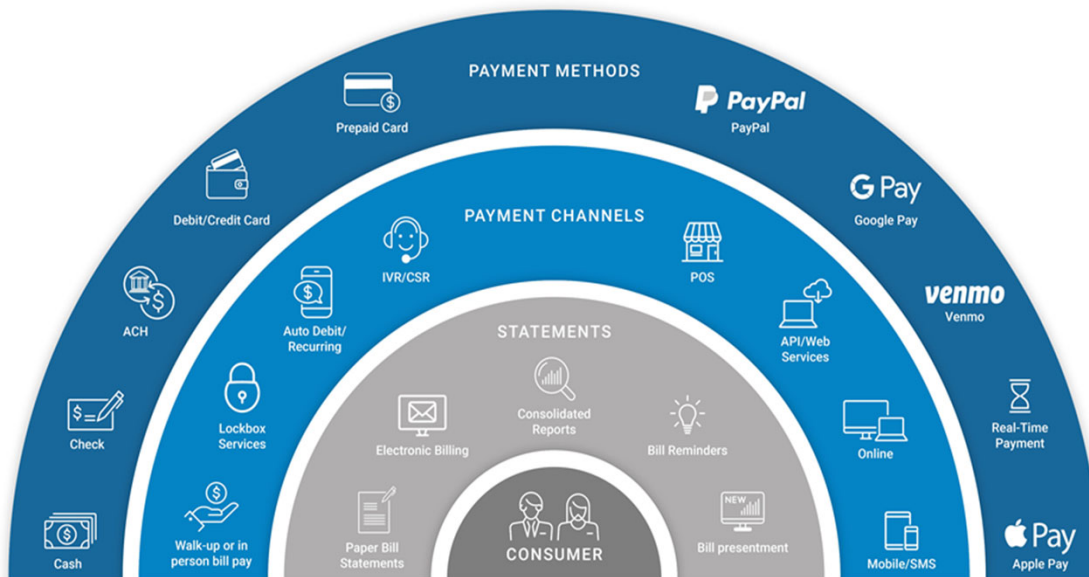 PAYMENT METHODS
Prepaid Card
PayPal
PayPal
Debit/Credit Card
G Pay
Google Pay
ACH
venmo
Venmo
Check
Real-Time
Payment
Cash
Pay
Apple Pay
PAYMENT CHANNELS
IVR/CSR
POS
Auto Debit/
Recurring
API/Web
Services
Lockbox
Services
Online
Walk-up or in
person bill pay
Mobile/SMS
STATEMENTS
Consolidated
Reports
Electronic Billing
Bill Reminders
Paper Bill
Statements
NEW
Bill presentment
CONSUMER